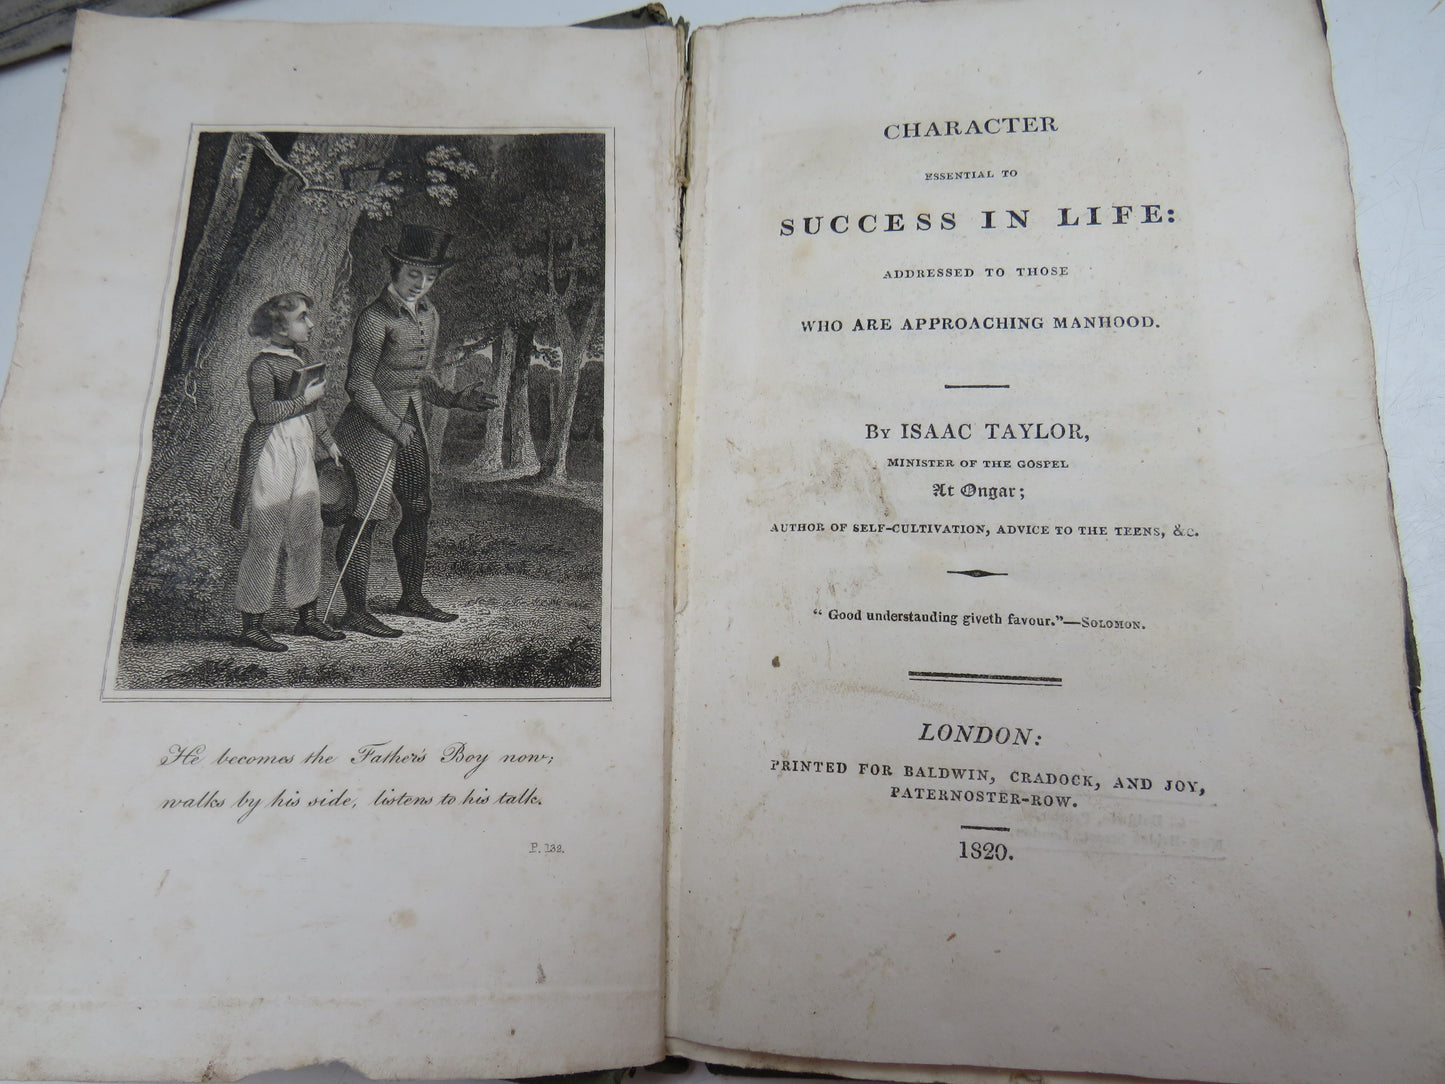 He becomes the Father's Boy now;
walks by his side, listens to his talk.
P. 132.
CHARACTER
ESSENTIAL TO
SUCCESS IN LIFE:
ADDRESSED TO THOSE
WHO ARE APPROACHING MANHOOD.
By ISAAC TAYLOR,
MINISTER OF THE GOSPEL
At Ongar;
AUTHOR OF SELF-CULTIVATION, ADVICE TO THE TEENS, &c.
“ Good understanding giveth favour.”—SOLOMON.
LONDON:
PRINTED FOR BALDWIN, CRADOCK, AND JOY,
PATERNOSTER-ROW.
1820.